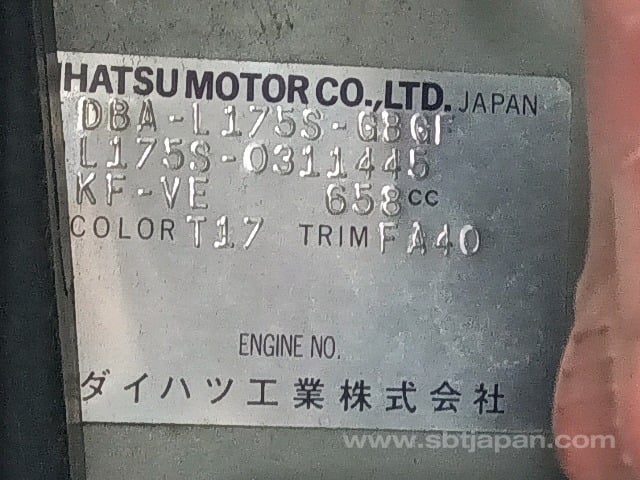 HATSU MOTOR CO.,LTD. JAPAN
DBA-L175S-GBGF
L175S-0311445
KF-VE 658cc
COLOR T17 TRIM FA40
ENGINE NO.
ダイハツ工業株式会社
www.sbtjapan.com